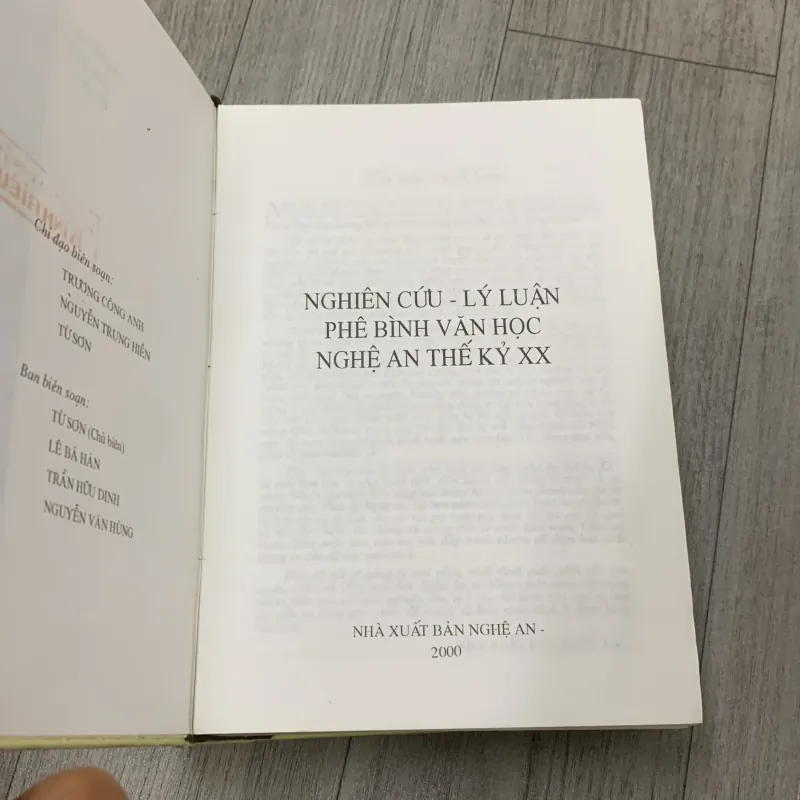 Chỉ đạo biên soạn:
TRƯƠNG CÔNG ANH
NGUYỄN TRUNG HIỀN
TỪ SƠN
Ban biên soạn:
TỪ SƠN (Chủ biên)
LÊ BÁ HÁN
TRẦN HỮU DINH
NGUYỄN VĂN HÙNG
NGHIÊN CỨU - LÝ LUẬN
PHÊ BÌNH VĂN HỌC
NGHỆ AN THẾ KỶ XX
NHÀ XUẤT BẢN NGHỆ AN -
2000